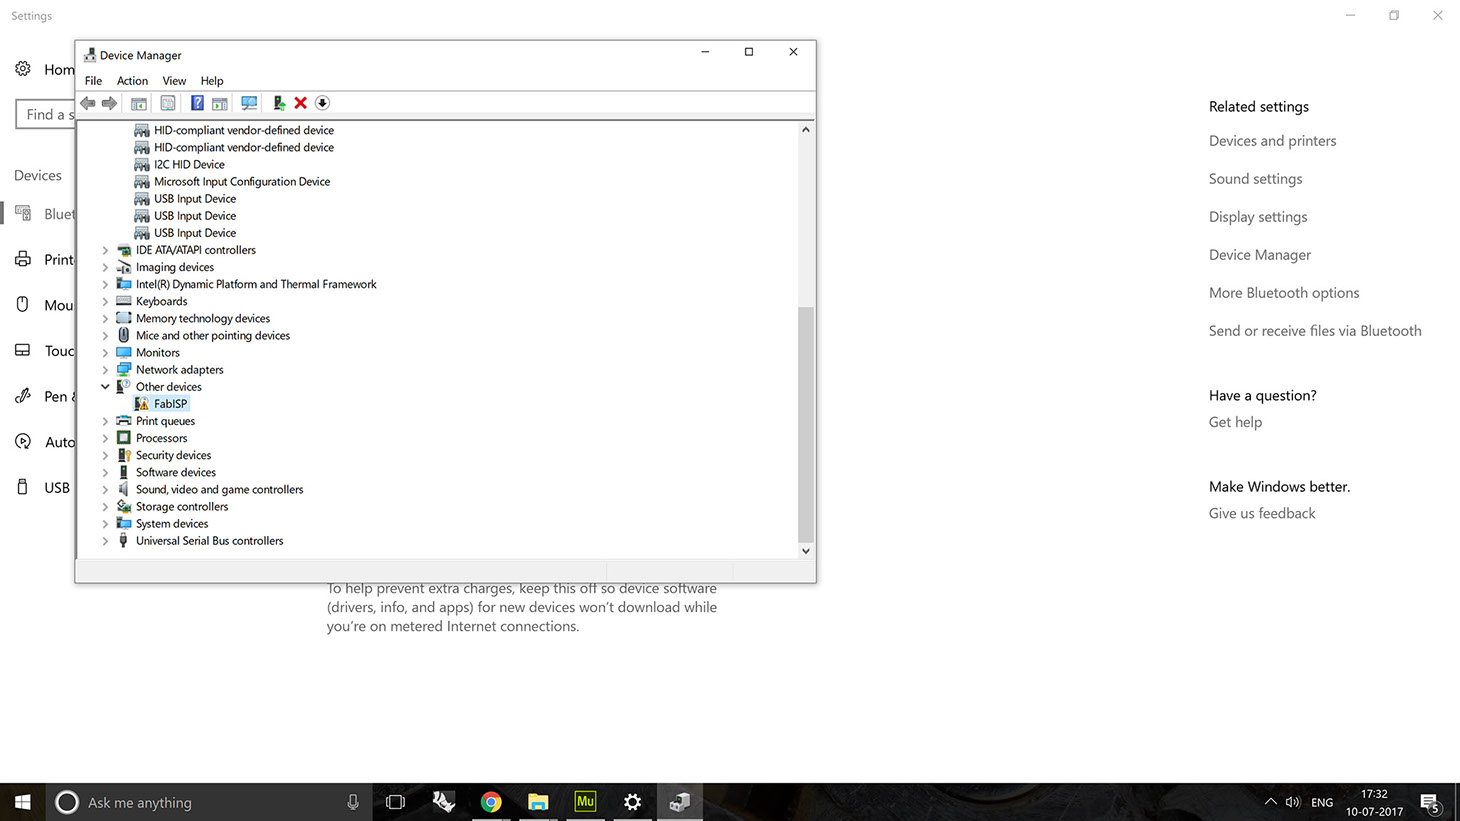 Settings
Device Manager
File Action View Help
HID-compliant vendor-defined device
HID-compliant vendor-defined device
I2C HID Device
Microsoft Input Configuration Device
USB Input Device
USB Input Device
USB Input Device
IDE ATA/ATAPI controllers
Imaging devices
Intel(R) Dynamic Platform and Thermal Framework
Keyboards
Memory technology devices
Mice and other pointing devices
Monitors
Network adapters
Other devices
FabISP
Print queues
Processors
Security devices
Software devices
Sound, video and game controllers
Storage controllers
System devices
Universal Serial Bus controllers
Hom
Find a s
Devices
Bluet
Print
Mou
Touc
Pen &
Auto
USB
To help prevent extra charges, keep this off so device software
(drivers, info, and apps) for new devices won't download while
you're on metered Internet connections.
Related settings
Devices and printers
Sound settings
Display settings
Device Manager
More Bluetooth options
Send or receive files via Bluetooth
Have a question?
Get help
Make Windows better.
Give us feedback
Ask me anything
Mu
ENG
17:32
10-07-2017
5